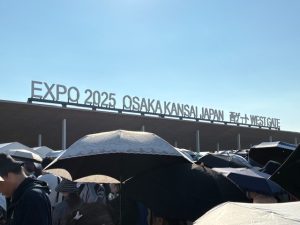 EXPO 2025 OSAKA KANSAI JAPAN 西ゲート WEST GATE